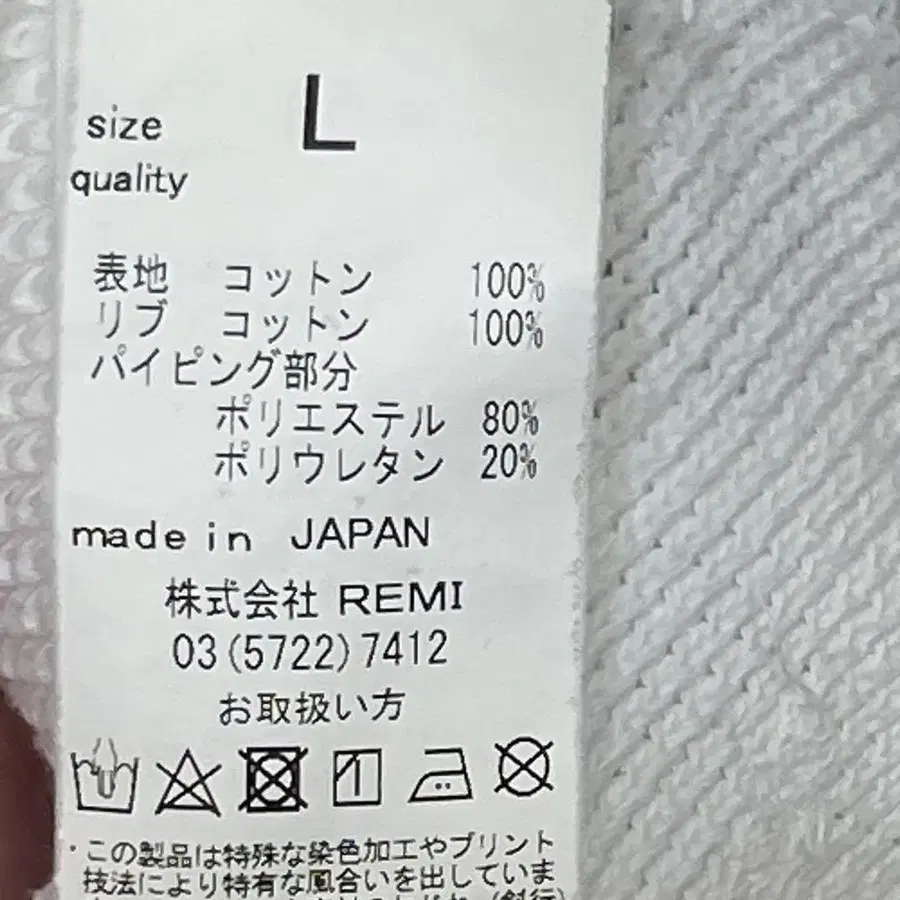 size L
quality
表地 コットン 100%
リブ コットン 100%
パイピング部分
ポリエステル 80%
ポリウレタン 20%
made in JAPAN
株式会社 REMI
03(5722)7412
お取扱い方
・この製品は特殊な染色加工やプリント
技法により特有な風合いを出していま
(斜行)